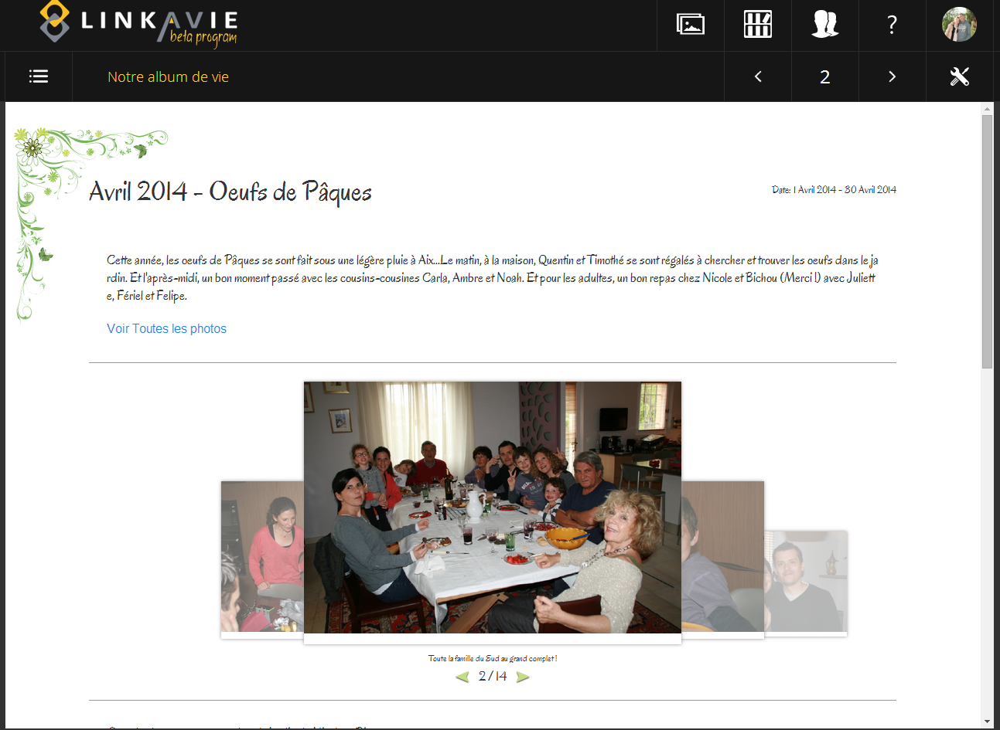 LINKAVIE
beta program
?
Notre album de vie
2
Avril 2014 - Oeufs de Pâques
Date: 1 Avril 2014 - 30 Avril 2014
Cette année, les oeufs de Pâques se sont fait sous une légère pluie à Aix...Le matin, à la maison, Quentin et Timothé se sont régalés à chercher et trouver les oeufs dans le ja
rdin. Et l'après-midi, un bon moment passé avec les cousins-cousines Carla, Ambre et Noah. Et pour les adultes, un bon repas chez Nicole et Bichou (Merci !) avec Juliett
e, Fériel et Felipe.
Voir Toutes les photos
Toute la famille du Sud au grand complet !
2 / 14